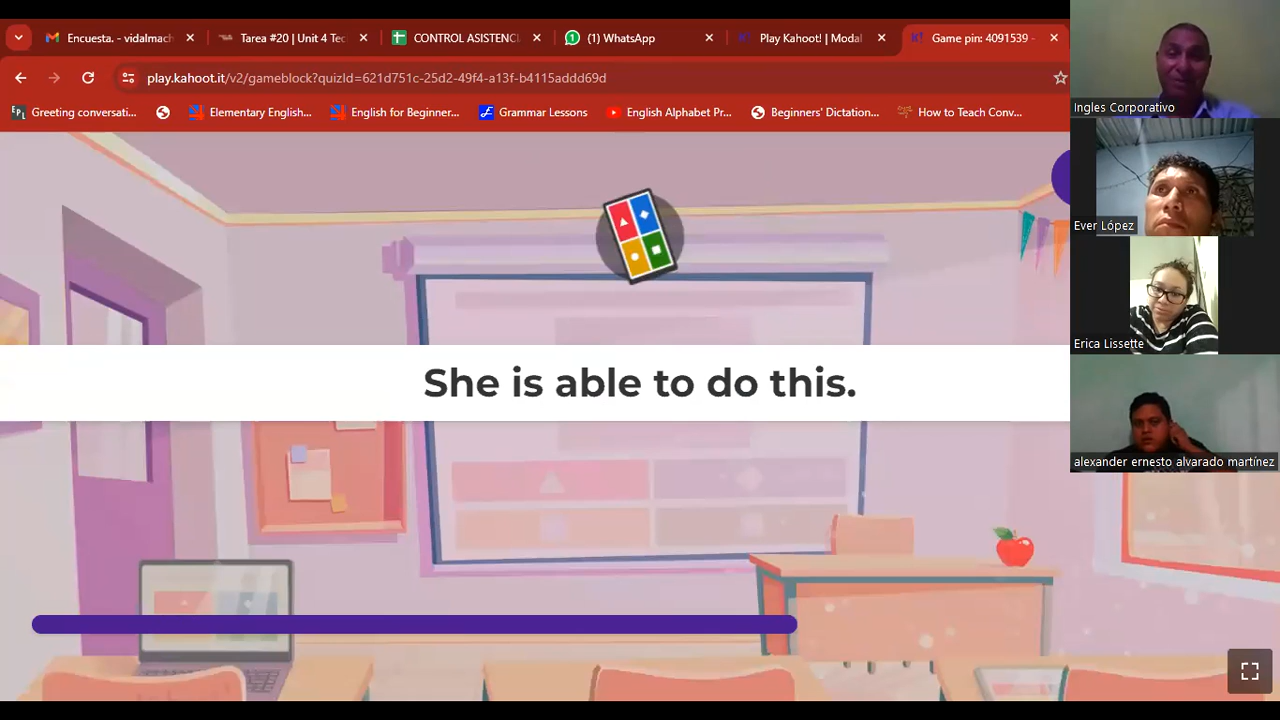 Encuesta. - vidalmach
Tarea #20 | Unit 4 Tec
CONTROL ASISTENCI
(1) WhatsApp
Play Kahoot! | Modal
Game pin: 4091539 -
play.kahoot.it/v2/gameblock?quizId=621d751c-25d2-49f4-a13f-b4115addd69d
Greeting conversati...
Elementary English...
English for Beginner...
Grammar Lessons
English Alphabet Pr...
Beginners' Dictation...
How to Teach Conv...
She is able to do this.
Ingles Corporativo
Ever López
Erica Lissette
alexander ernesto alvarado martínez